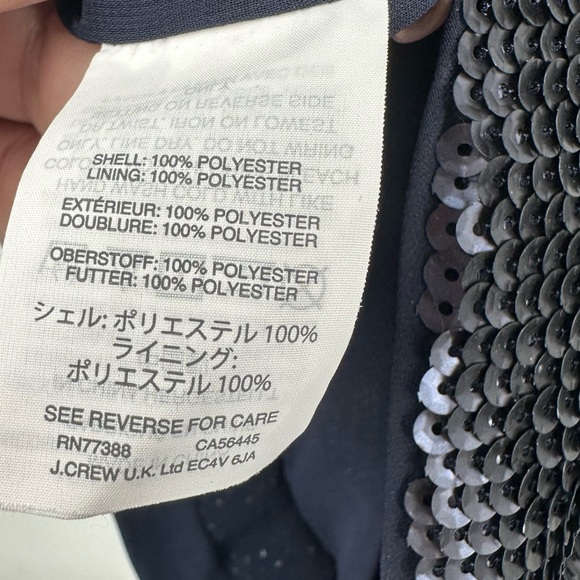 SHELL: 100% POLYESTER
LINING: 100% POLYESTER
EXTÉRIEUR: 100% POLYESTER
DOUBLURE: 100% POLYESTER
OBERSTOFF: 100% POLYESTER
FUTTER: 100% POLYESTER
シェル: ポリエステル 100%
ライニング:
ポリエステル 100%
SEE REVERSE FOR CARE
RN77388 CA56445
J.CREW U.K. Ltd EC4V 6JA